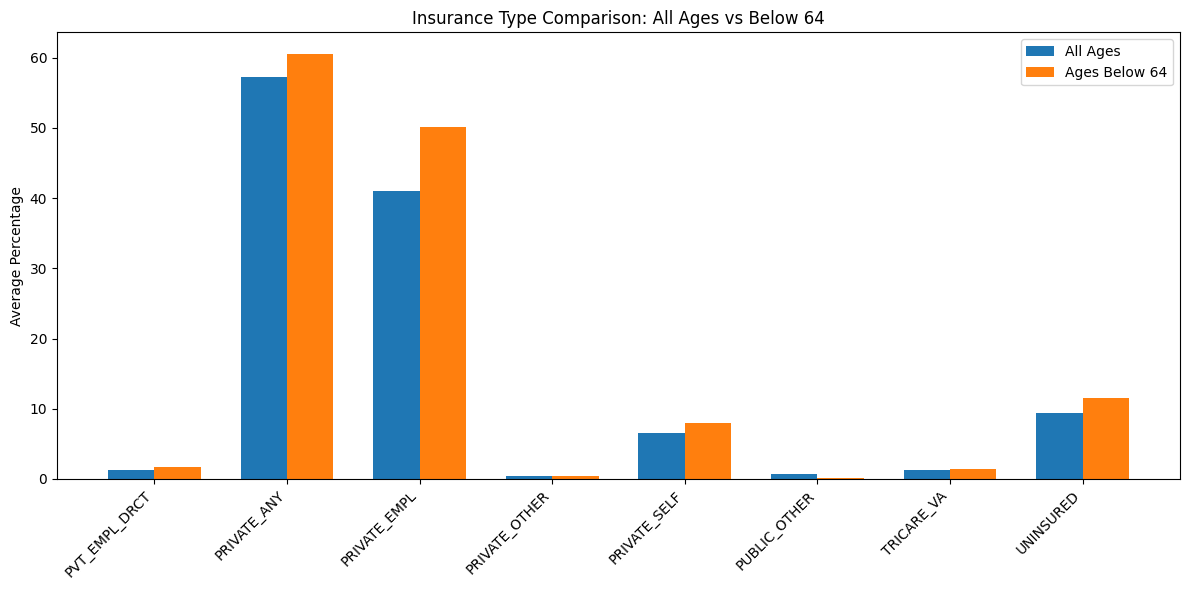 Insurance Type Comparison: All Ages vs Below 64
All Ages
Ages Below 64
Average Percentage
60
50
40
30
20
10
0
PVT_EMPL_DRCT
PRIVATE_ANY
PRIVATE_EMPL
PRIVATE_OTHER
PRIVATE_SELF
PUBLIC_OTHER
TRICARE_VA
UNINSURED